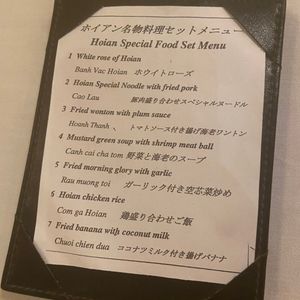 ホイアン名物料理セットメニュー
Hoian Special Food Set Menu
1 White rose of Hoian
Banh Vac Hoian ホワイトローズ
2 Hoian Special Noodle with fried pork
Cao Lau 豚肉盛り合わせスペシャルヌードル
3 Fried wonton with plum sauce
Hoanh Thanh 、 トマトソース付き揚げ海老ワントン
4 Mustard green soup with shrimp meat ball
Canh cai cha tom 野菜と海老のスープ
5 Fried morning glory with garlic
Rau muong toi ガーリック付き空芯菜炒め
6 Hoian chicken rice
Com ga Hoian 鶏盛り合わせご飯
7 Fried banana with coconut milk
Chuoi chien dua ココナツミルク付き揚げバナナ